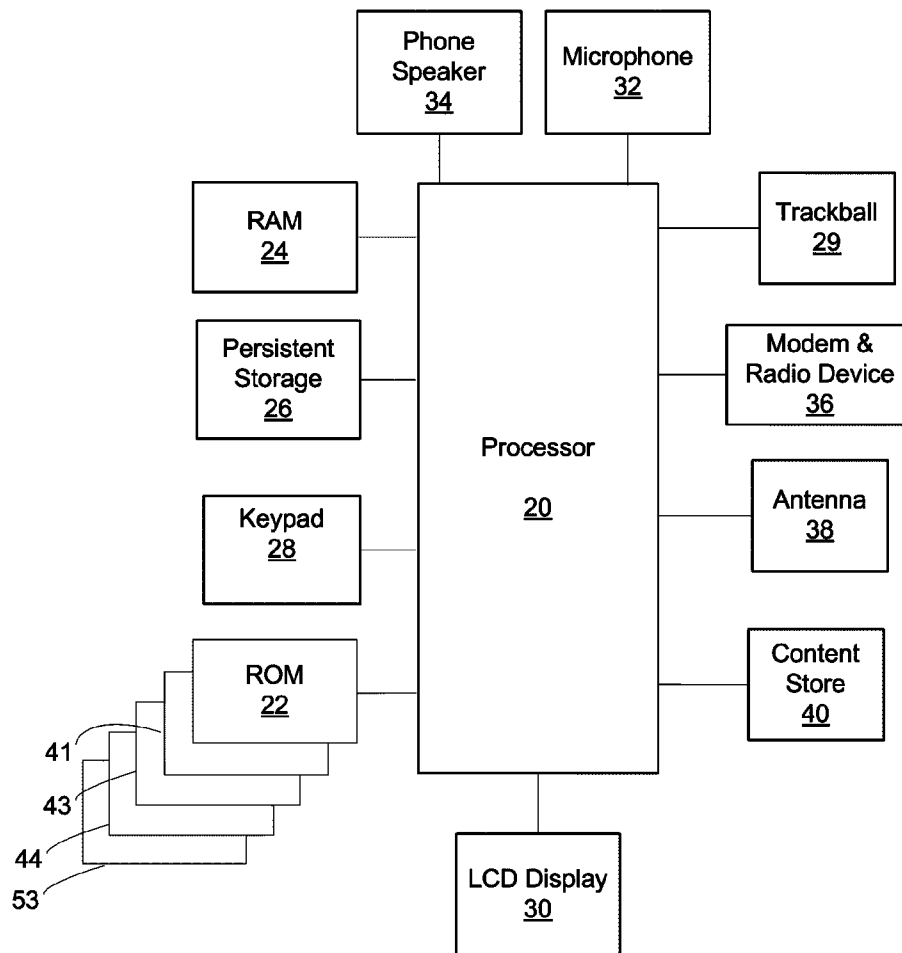 Phone
Speaker
34
Microphone
32
RAM
24
Trackball
29
Persistent
Storage
26
Modem &
Radio Device
36
Processor
20
Keypad
28
Antenna
38
ROM
22
Content
Store
40
41
43
44
53
LCD Display
30